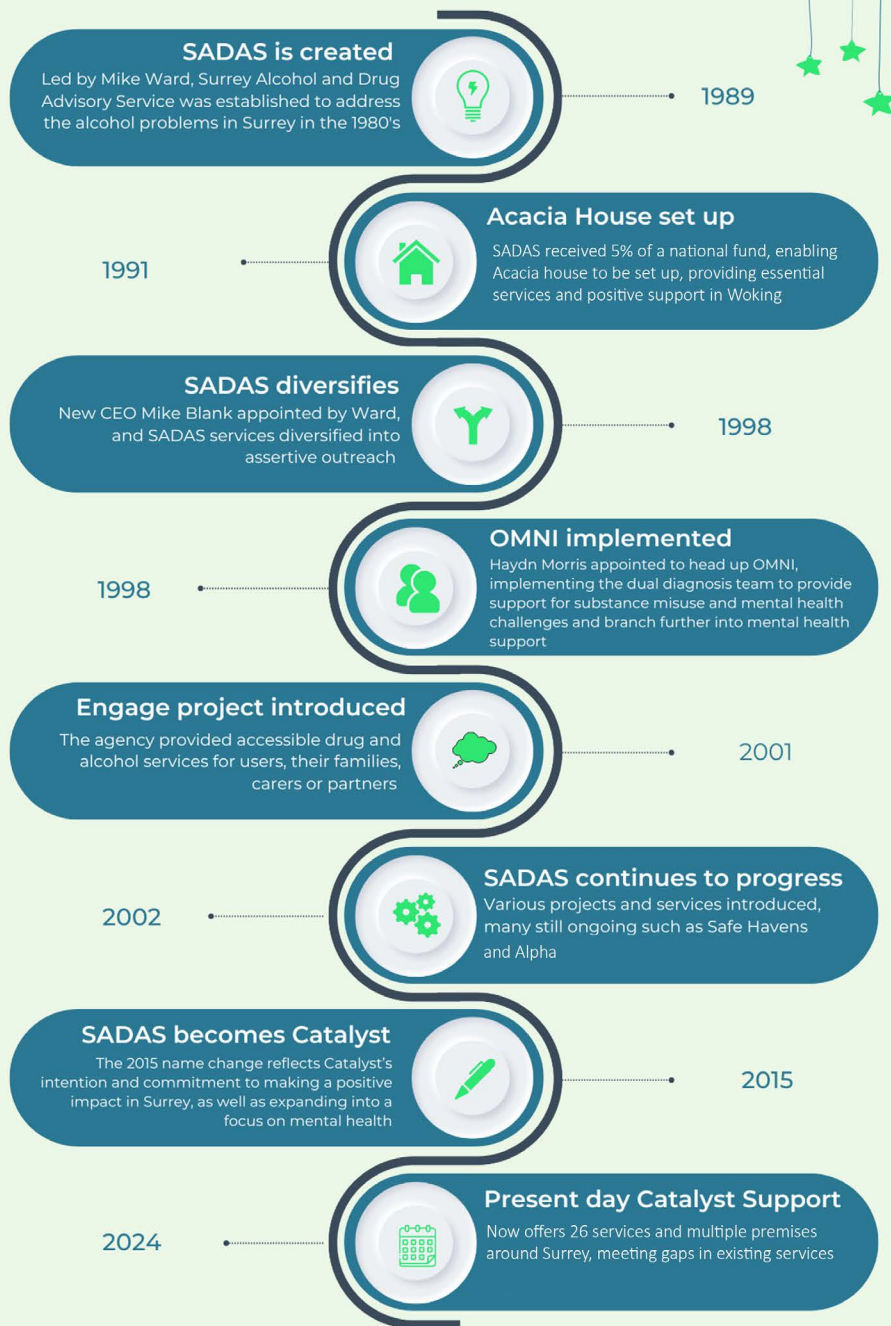 SADAS is created
Led by Mike Ward, Surrey Alcohol and Drug
Advisory Service was established to address
the alcohol problems in Surrey in the 1980's
1989
Acacia House set up
SADAS received 5% of a national fund, enabling
Acacia house to be set up, providing essential
services and positive support in Woking
1991
SADAS diversifies
New CEO Mike Blank appointed by Ward,
and SADAS services diversified into
assertive outreach
1998
OMNI implemented
Haydn Morris appointed to head up OMNI,
implementing the dual diagnosis team to provide
support for substance misuse and mental health
challenges and branch further into mental health
support
1998
Engage project introduced
The agency provided accessible drug and
alcohol services for users, their families,
carers or partners
2001
SADAS continues to progress
Various projects and services introduced,
many still ongoing such as Safe Havens
and Alpha
2002
SADAS becomes Catalyst
The 2015 name change reflects Catalyst's
intention and commitment to making a positive
impact in Surrey, as well as expanding into a
focus on mental health
2015
Present day Catalyst Support
Now offers 26 services and multiple premises
around Surrey, meeting gaps in existing services
2024